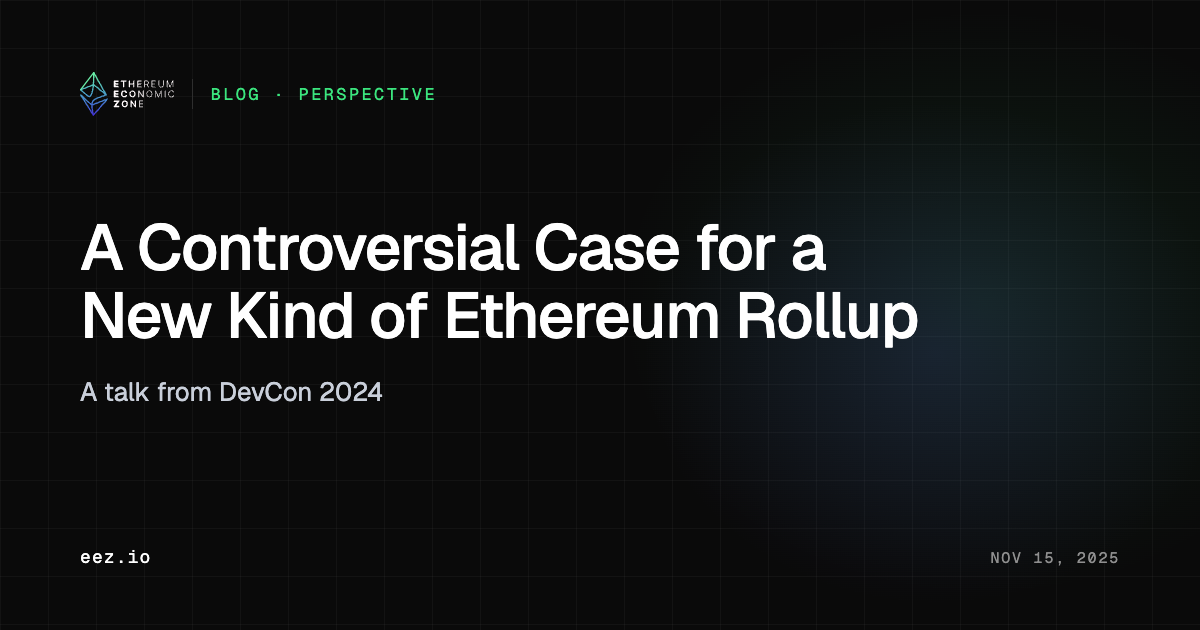 ETHEREUM
ECONOMIC
ZONE
BLOG · PERSPECTIVE
A Controversial Case for a
New Kind of Ethereum Rollup
A talk from DevCon 2024
eez.io
NOV 15, 2025